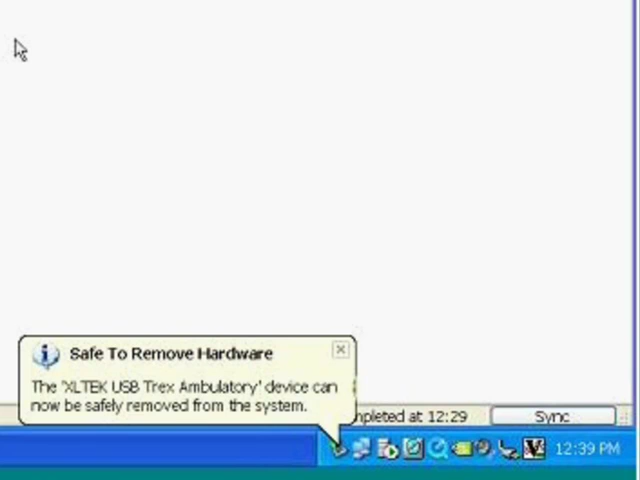 Safe To Remove Hardware
The 'XLTEK USB Trex Ambulatory' device can
now be safely removed from the system.
mpleted at 12:29
Sync
12:39 PM